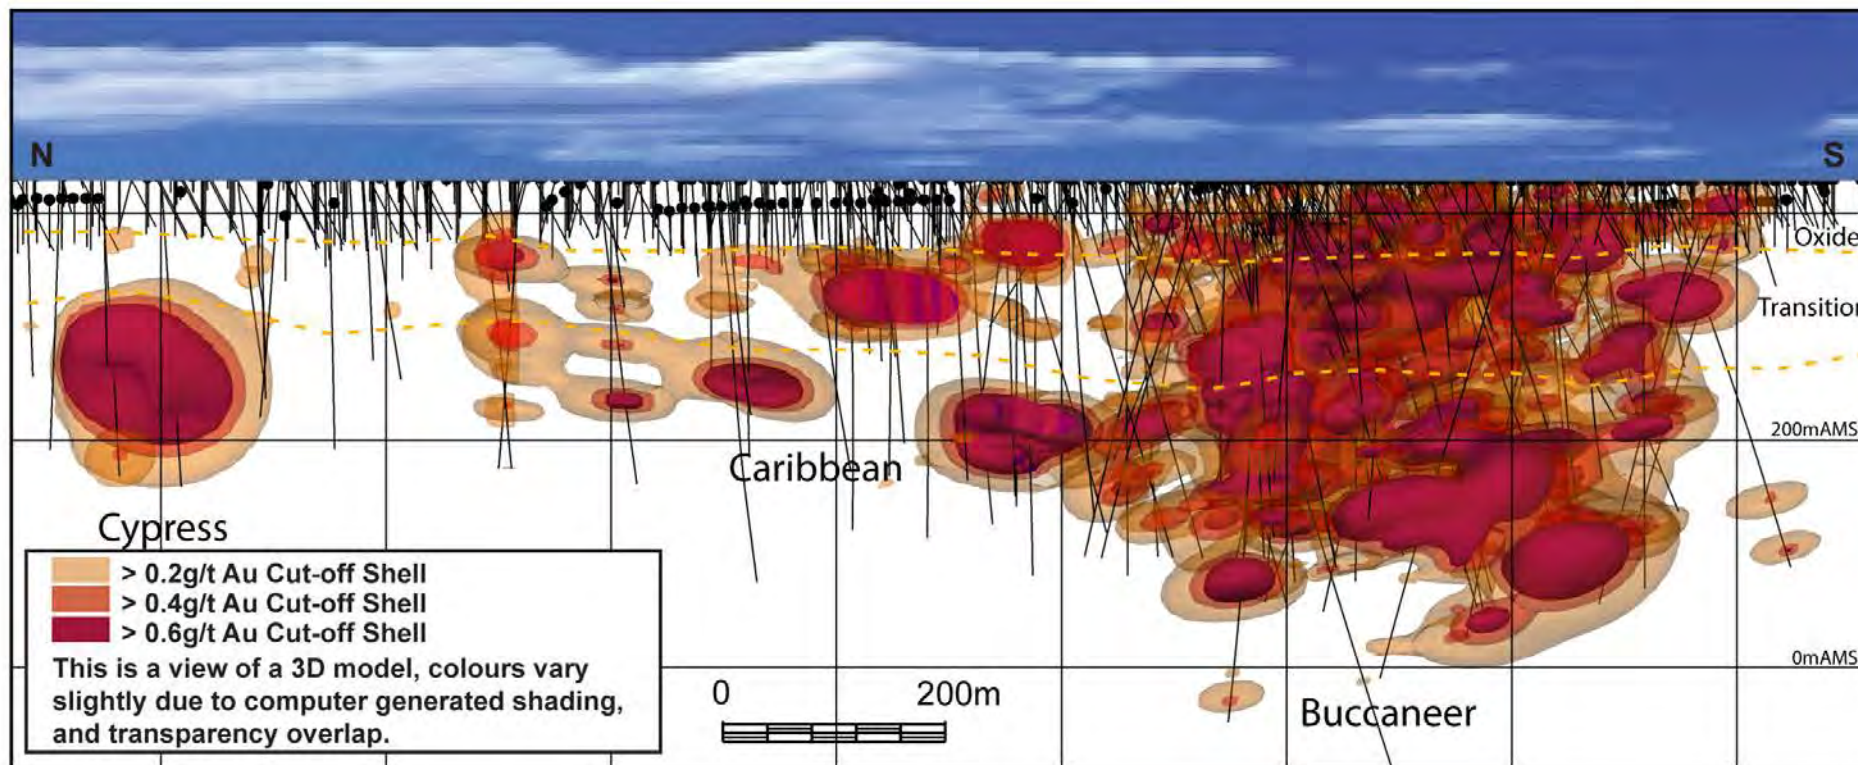 N
S
Oxide
Transition
200mAMS
Caribbean
Cypress
> 0.2g/t Au Cut-off Shell
> 0.4g/t Au Cut-off Shell
> 0.6g/t Au Cut-off Shell
This is a view of a 3D model, colours vary
slightly due to computer generated shading,
and transparency overlap.
0
200m
0mAMS
Buccaneer